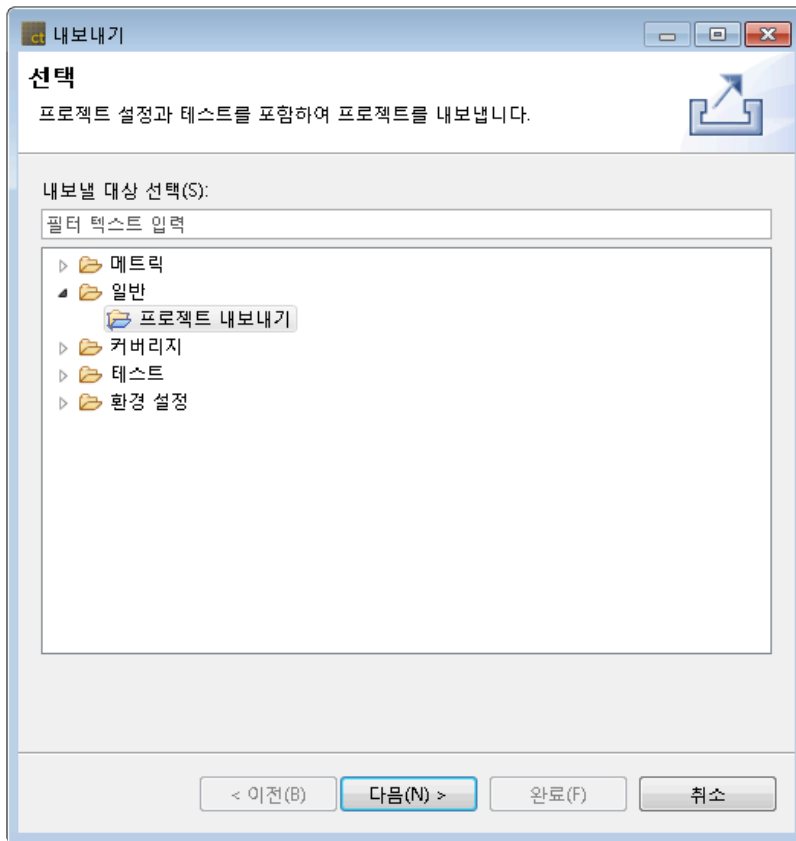 ct 내보내기
선택
프로젝트 설정과 테스트를 포함하여 프로젝트를 내보냅니다.
내보낼 대상 선택(S):
필터 텍스트 입력
메트릭
일반
프로젝트 내보내기
커버리지
테스트
환경 설정
< 이전(B) 다음(N) > 완료(F) 취소